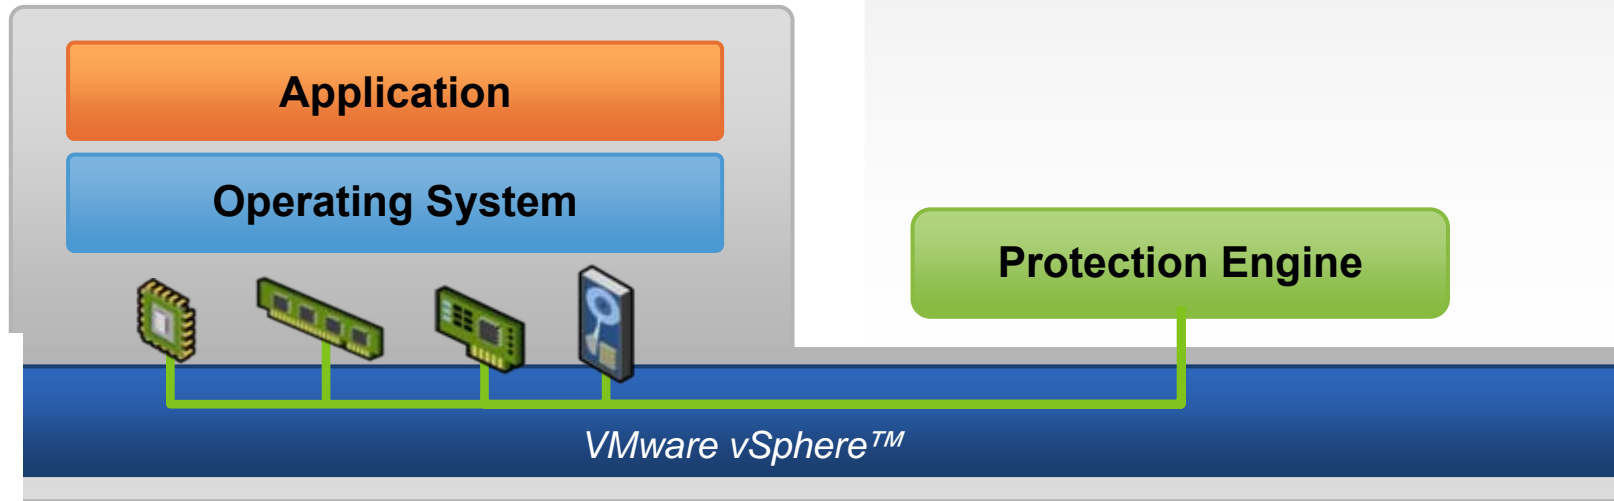 Application
Operating System
Protection Engine
VMware vSphere™